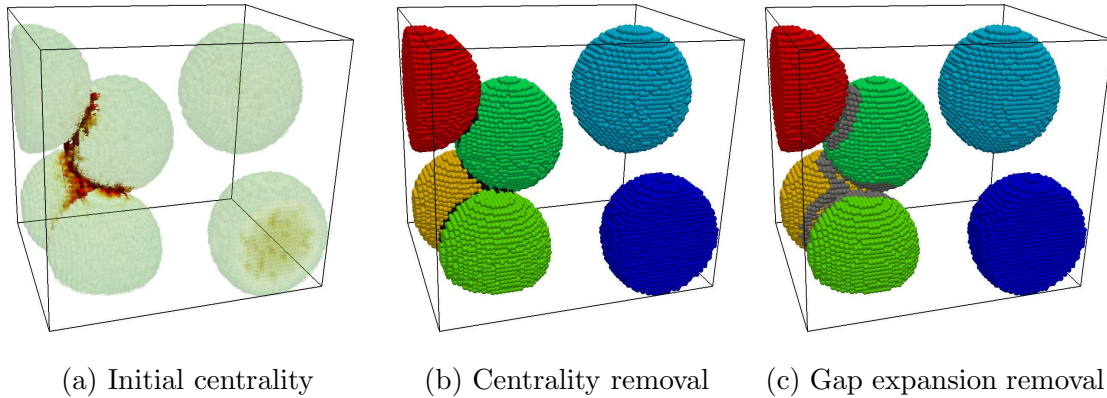 (a) Initial centrality
(b) Centrality removal
(c) Gap expansion removal